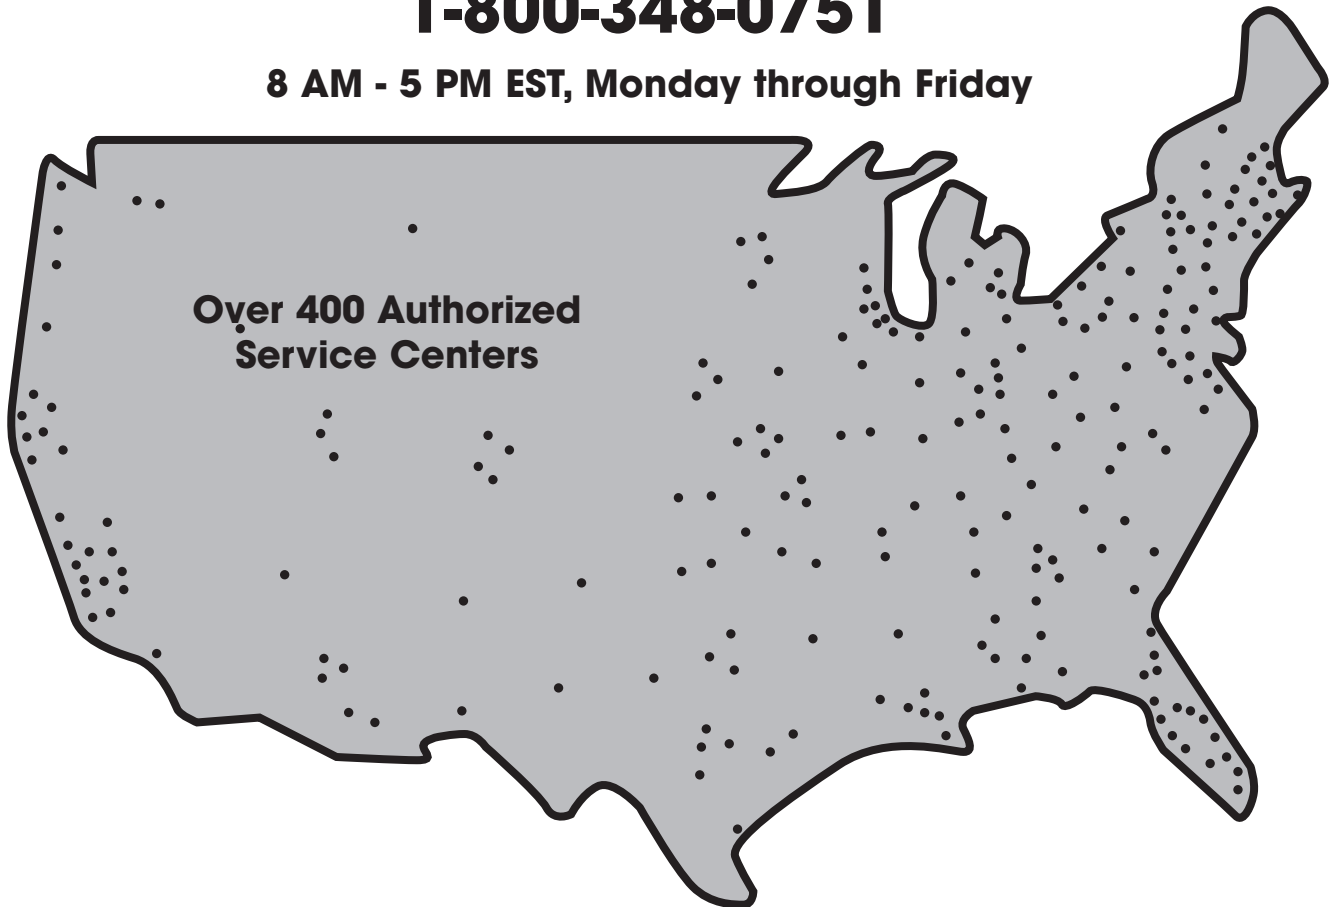 1-800-348-0751
8 AM - 5 PM EST, Monday through Friday
Over 400 Authorized
Service Centers